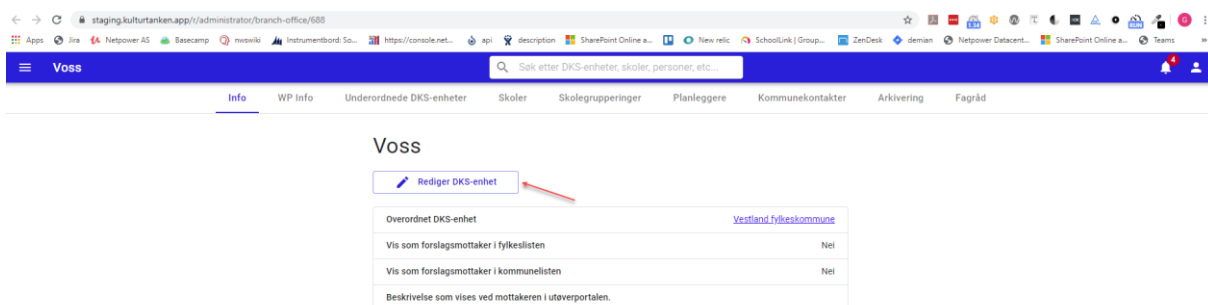 staging.kulturtanken.app/r/administrator/branch-office/688
Apps Jira Netpower AS Basecamp nwswiki Instrumentbord: So... https://console.net... api description SharePoint Online a... New relic SchoolLink | Group... ZenDesk demian Netpower Datacent... SharePoint Online a... Teams »
Voss Søk etter DKS-enheter, skoler, personer, etc... 4
Info WP Info Underordnede DKS-enheter Skoler Skolegrupperinger Planleggere Kommunekontakter Arkivering Fagråd
Voss
Rediger DKS-enhet
Overordnet DKS-enhet Vestland fylkeskommune
Vis som forslagsmottaker i fylkeslisten Nei
Vis som forslagsmottaker i kommunelisten Nei
Beskrivelse som vises ved mottakeren i utøverportalen.